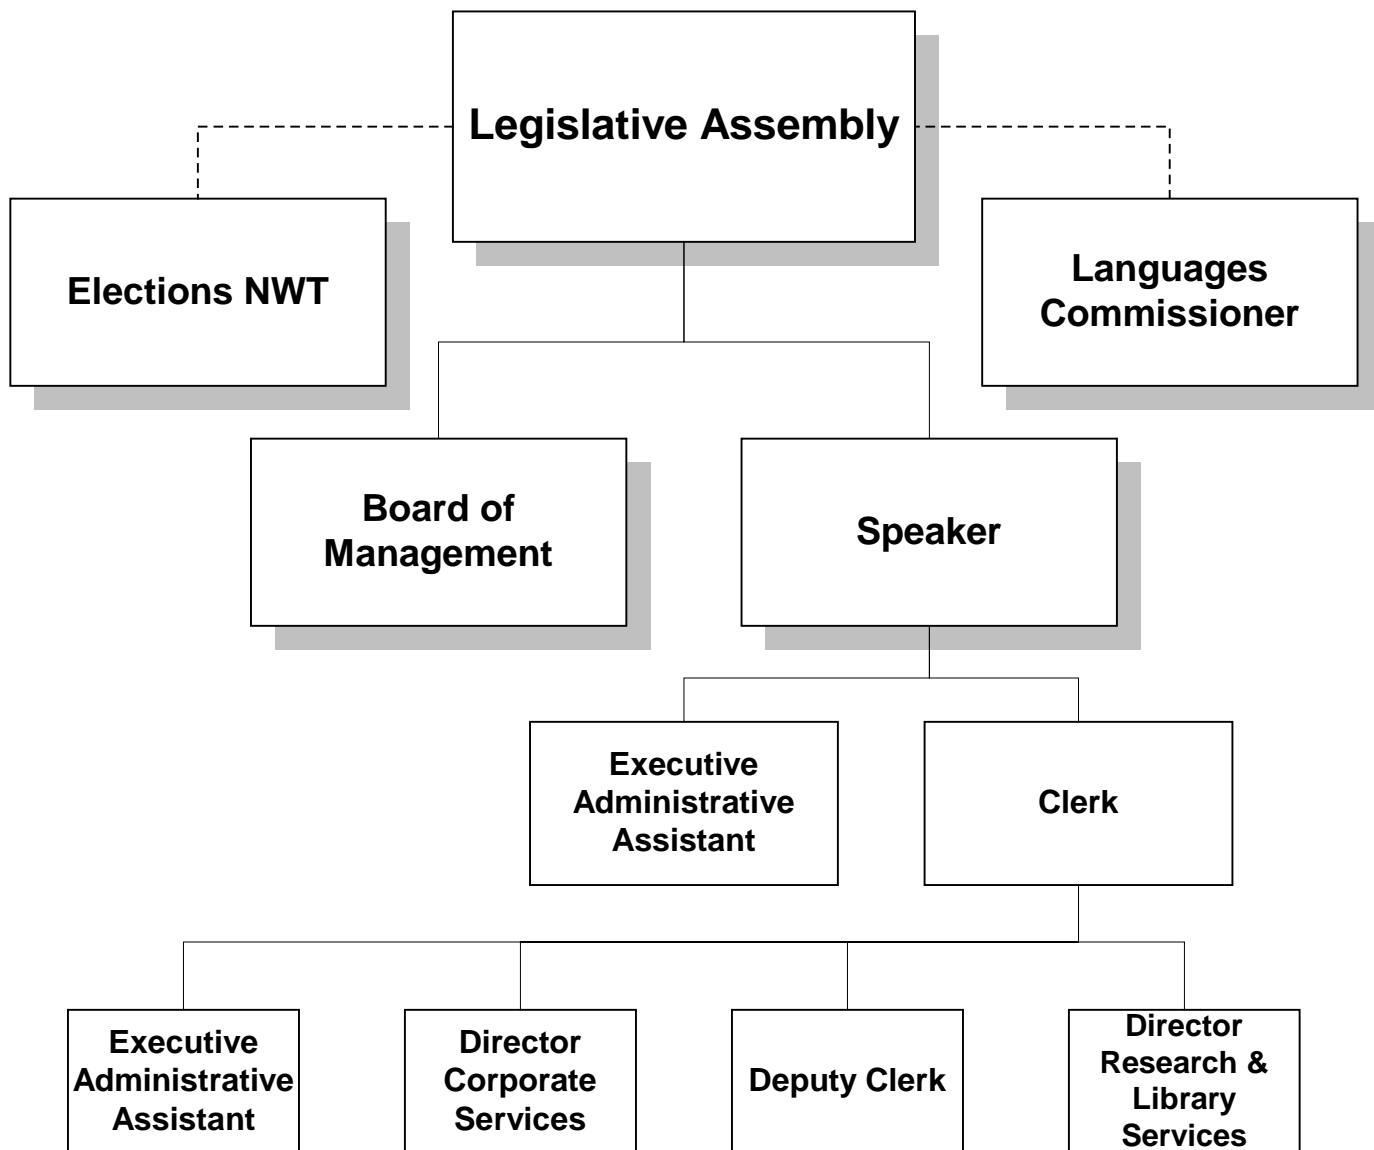 Legislative Assembly
Elections NWT
Languages
Commissioner
Board of
Management
Speaker
Executive
Administrative
Assistant
Clerk
Executive
Administrative
Assistant
Director
Corporate
Services
Deputy Clerk
Director
Research &
Library
Services